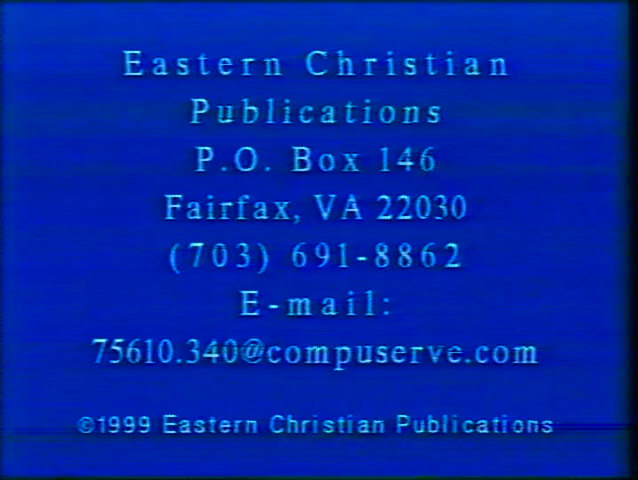 Eastern Christian
Publications
P.O. Box 146
Fairfax, VA 22030
(703) 691-8862
E-mail:
75610.340@compuserve.com
©1999 Eastern Christian Publications